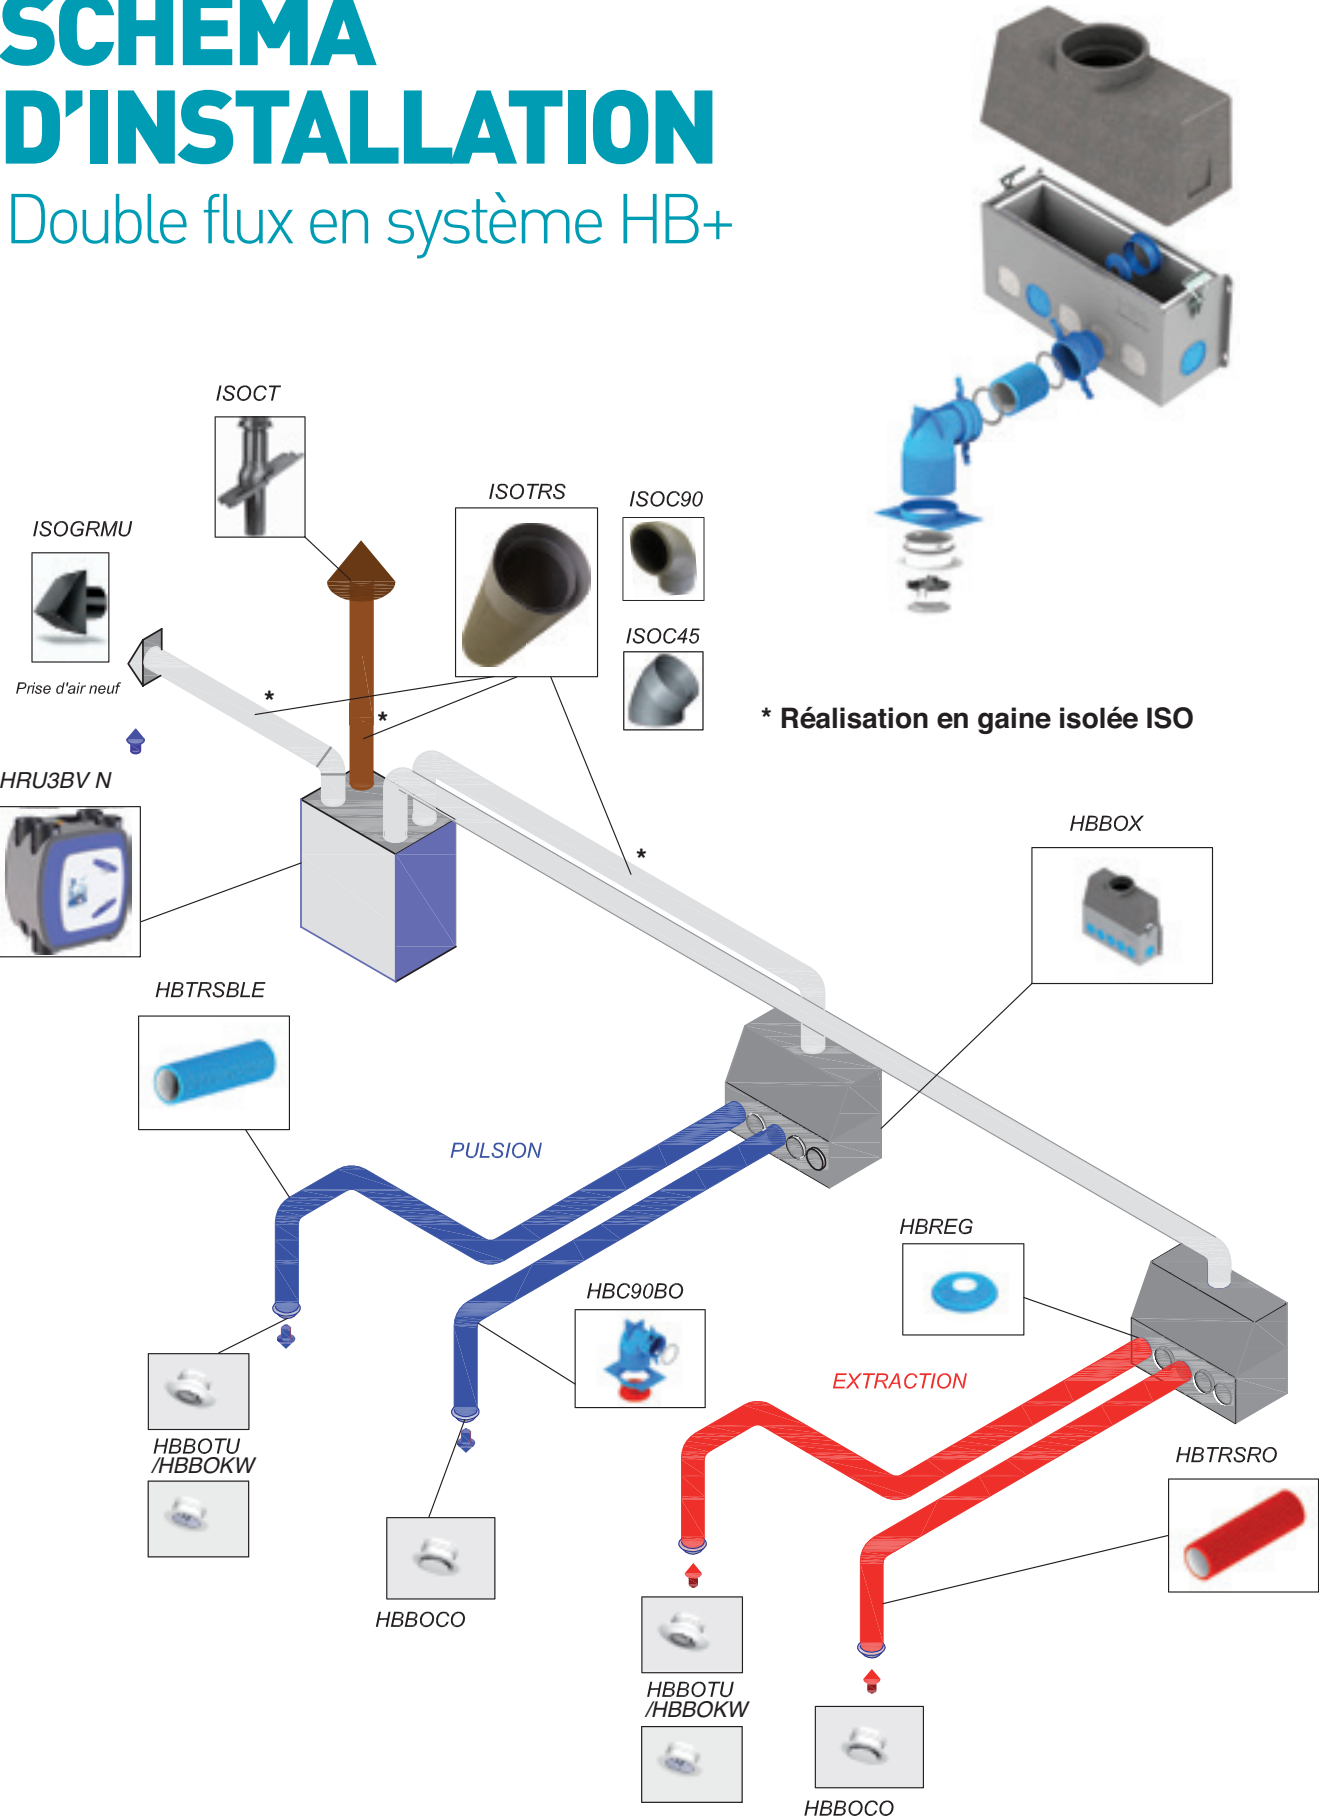 SCHÉMA
D'INSTALLATION
Double flux en système HB+
ISOCT
ISOTRS
ISOC90
ISOGRMU
ISOC45
Prise d'air neuf
*
*
* Réalisation en gaine isolée ISO
HRU3BV N
*
HBBOX
HBTRSBLE
PULSION
HBREG
HBC90BO
EXTRACTION
HBBOTU
/HBBOKW
HBTRSRO
HBBOCO
HBBOTU
/HBBOKW
HBBOCO